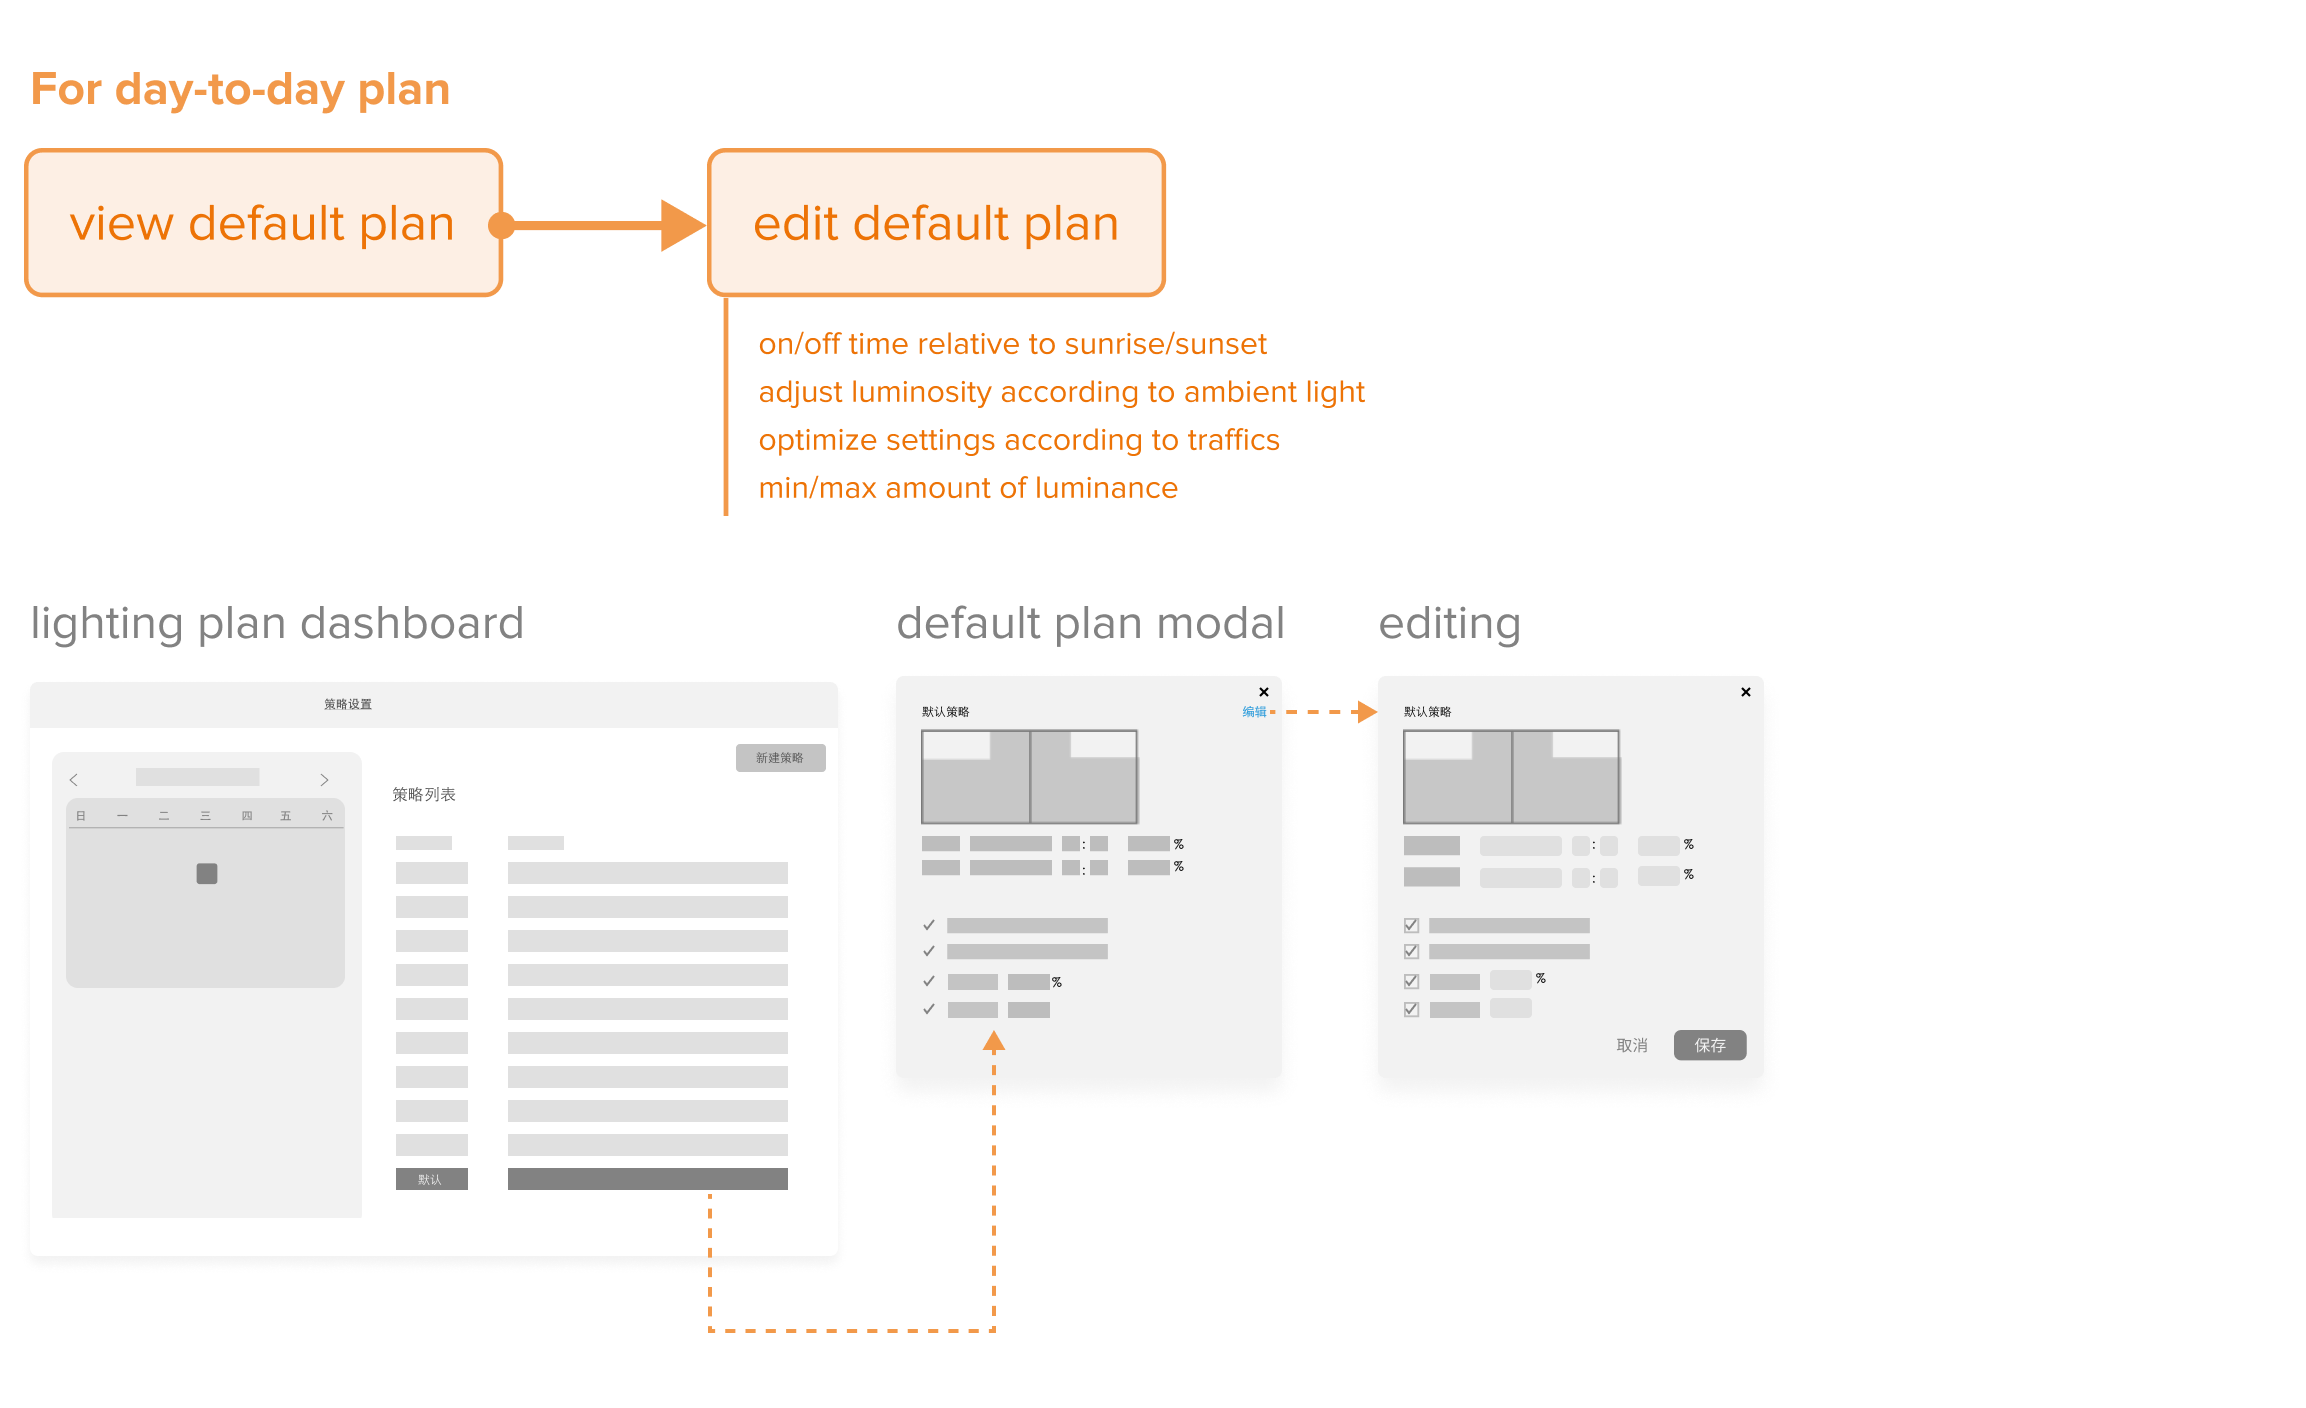 For day-to-day plan
view default plan
edit default plan
on/off time relative to sunrise/sunset
adjust luminosity according to ambient light
optimize settings according to traffics
min/max amount of luminance
lighting plan dashboard
策略设置
新建策略
日 一 二 三 四 五 六
策略列表
默认
default plan modal
默认策略
编辑
: %
: %
%
editing
默认策略
: %
: %
%
取消
保存